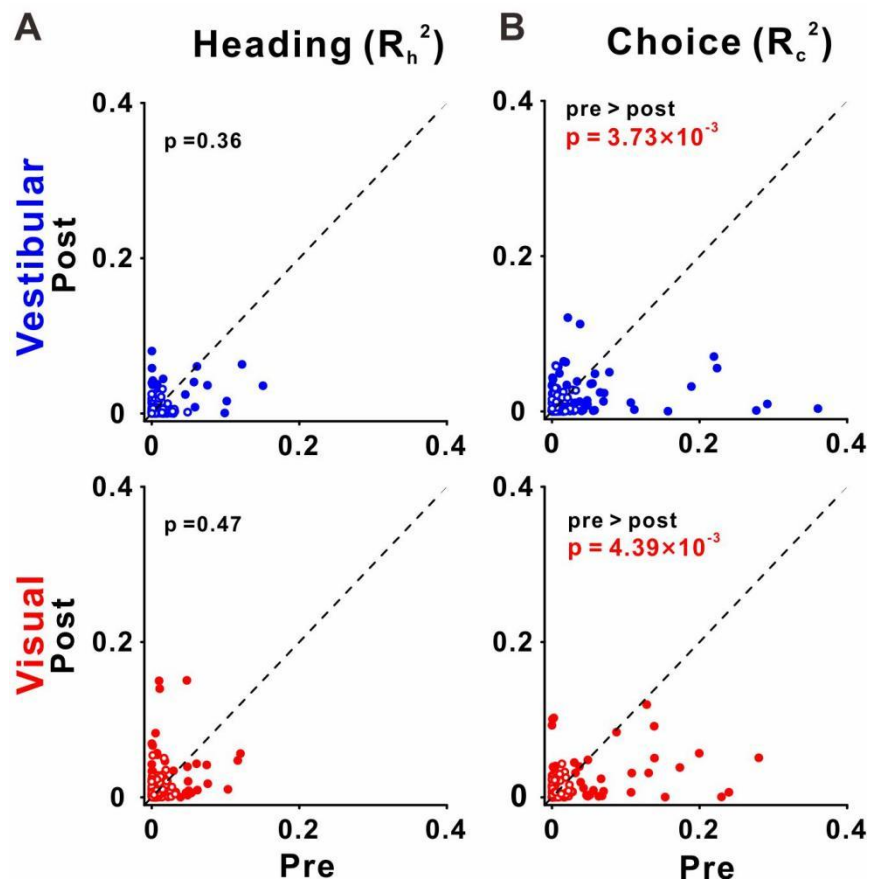 A
Heading (Rₕ²)
B
Choice (R꜀²)
Vestibular
Post
0.4
0.2
0
0
0.2
0.4
p =0.36
0.4
0.2
0
0
0.2
0.4
pre > post
p = 3.73×10⁻³
Visual
Post
0.4
0.2
0
0
0.2
0.4
p =0.47
Pre
0.4
0.2
0
0
0.2
0.4
pre > post
p = 4.39×10⁻³
Pre